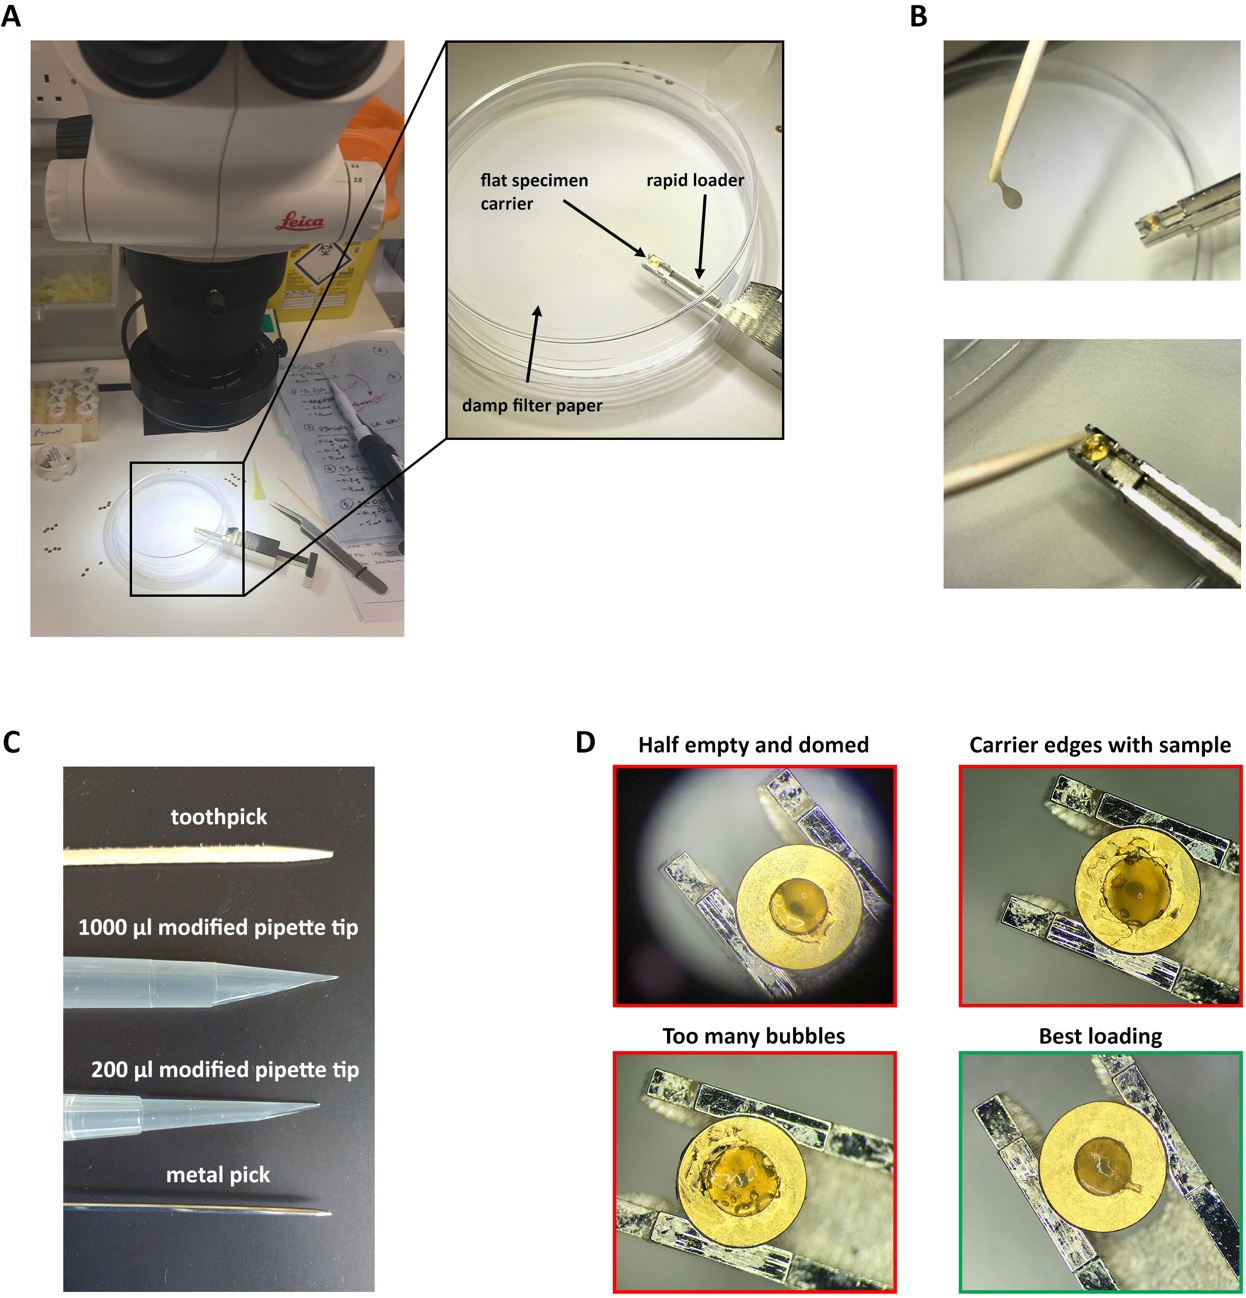 A
B
Leica
flat specimen
carrier
rapid loader
damp filter paper
C
toothpick
1000 µl modified pipette tip
200 µl modified pipette tip
metal pick
D
Half empty and domed
Carrier edges with sample
Too many bubbles
Best loading